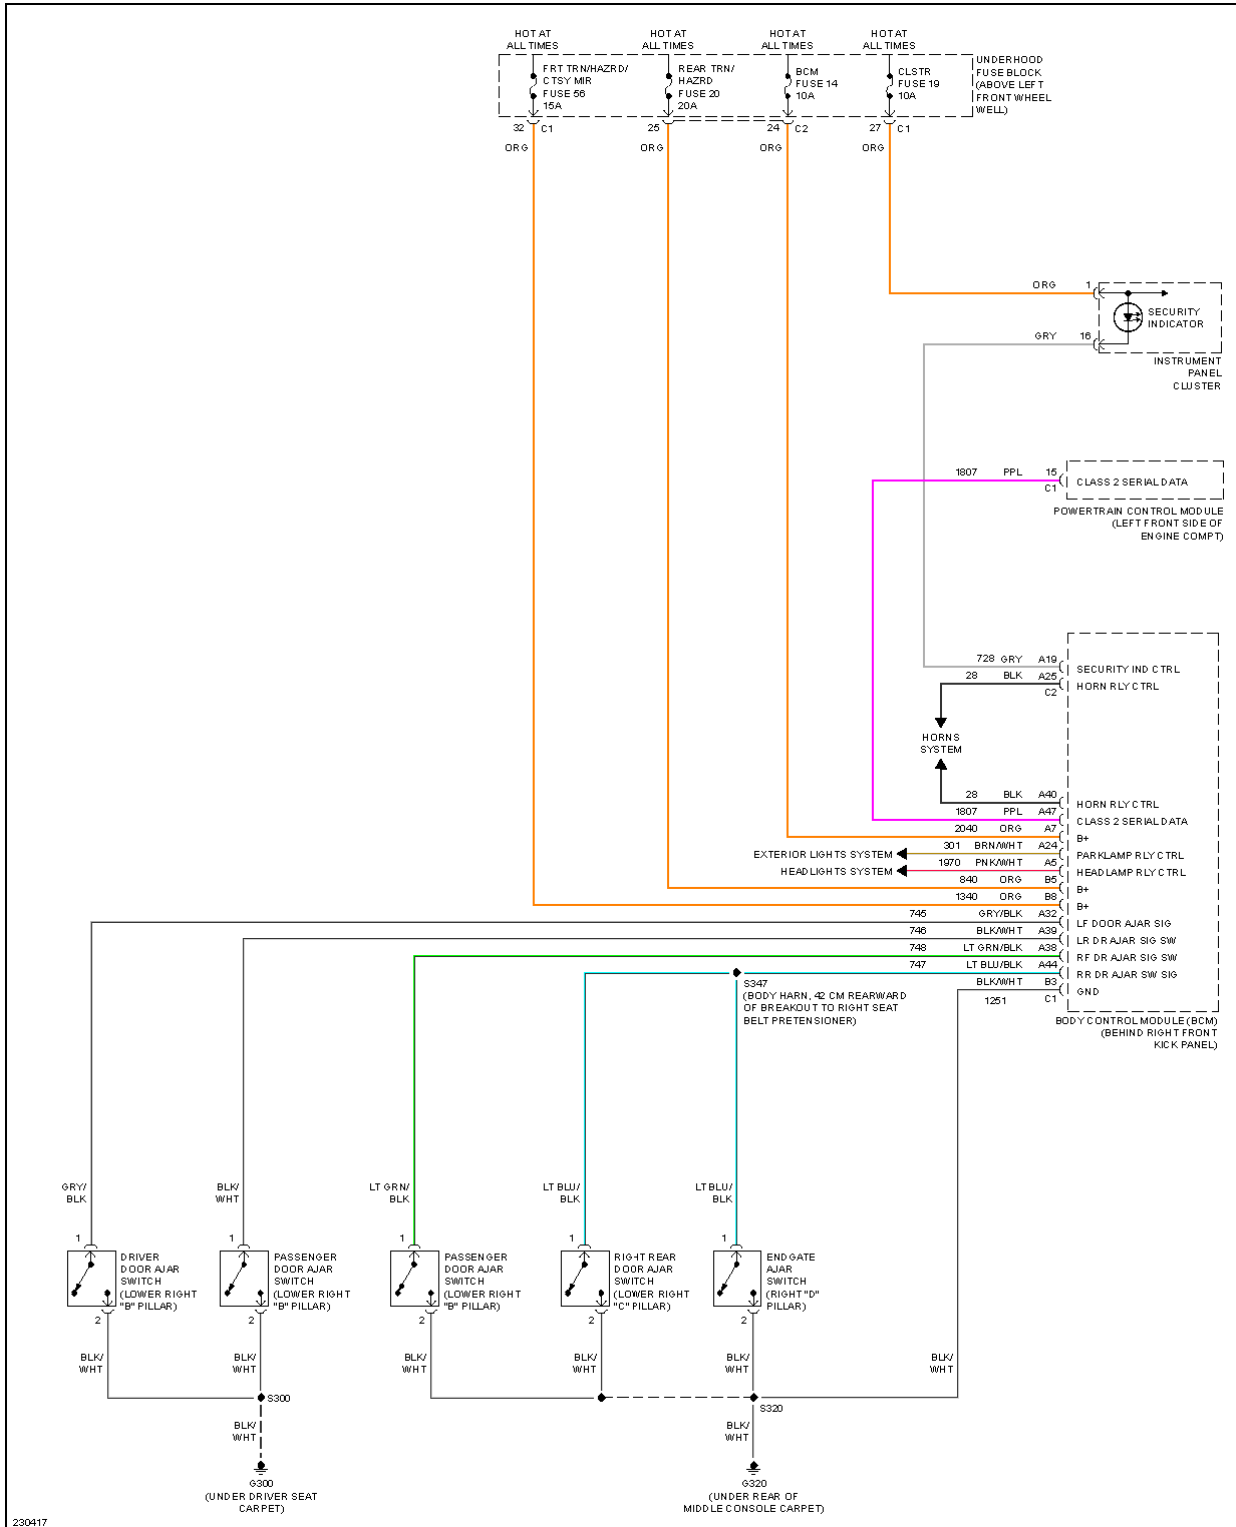 HOT AT
ALL TIMES
HOT AT
ALL TIMES
HOT AT
ALL TIMES
HOT AT
ALL TIMES
FRT TRN/HAZRD/
CTSY MIR
FUSE 56
15A
REAR TRN/
HAZRD
FUSE 20
20A
BCM
FUSE 14
10A
CLSTR
FUSE 19
10A
UNDERHOOD
FUSE BLOCK
(ABOVE LEFT
FRONT WHEEL
WELL)
32 C1
25
24 C2
27 C1
ORG
ORG
ORG
ORG
ORG 1
SECURITY
INDICATOR
GRY 16
INSTRUMENT
PANEL
CLUSTER
1807 PPL 15
C1
CLASS 2 SERIAL DATA
POWERTRAIN CONTROL MODULE
(LEFT FRONT SIDE OF
ENGINE COMPT)
728 GRY A19
SECURITY IND CTRL
28 BLK A25
HORN RLY CTRL
C2
HORNS
SYSTEM
28 BLK A40
HORN RLY CTRL
1807 PPL A47
CLASS 2 SERIAL DATA
2040 ORG A7
B+
EXTERIOR LIGHTS SYSTEM
301 BRN/WHT A24
PARKLAMP RLY CTRL
HEADLIGHTS SYSTEM
1970 PNK/WHT A5
HEADLAMP RLY CTRL
840 ORG B5
B+
1340 ORG B8
B+
745 GRY/BLK A32
LF DOOR AJAR SIG
746 BLK/WHT A39
LR DR AJAR SIG SW
748 LT GRN/BLK A38
RF DR AJAR SIG SW
747 LT BLU/BLK A44
RR DR AJAR SW SIG
BLK/WHT B3
GND
1251 C1
S347
(BODY HARN, 42 CM REARWARD
OF BREAKOUT TO RIGHT SEAT
BELT PRETENSIONER)
BODY CONTROL MODULE (BCM)
(BEHIND RIGHT FRONT
KICK PANEL)
GRY/
BLK
BLK/
WHT
LT GRN/
BLK
LT BLU/
BLK
LT BLU/
BLK
1
1
1
1
1
DRIVER
DOOR AJAR
SWITCH
(LOWER RIGHT
"B" PILLAR)
PASSENGER
DOOR AJAR
SWITCH
(LOWER RIGHT
"B" PILLAR)
PASSENGER
DOOR AJAR
SWITCH
(LOWER RIGHT
"B" PILLAR)
RIGHT REAR
DOOR AJAR
SWITCH
(LOWER RIGHT
"C" PILLAR)
ENDGATE
AJAR
SWITCH
(RIGHT "D"
PILLAR)
2
2
2
2
2
BLK/
WHT
BLK/
WHT
BLK/
WHT
BLK/
WHT
BLK/
WHT
BLK/
WHT
S300
S320
BLK/
WHT
BLK/
WHT
G300
(UNDER DRIVER SEAT
CARPET)
G320
(UNDER REAR OF
MIDDLE CONSOLE CARPET)
230417